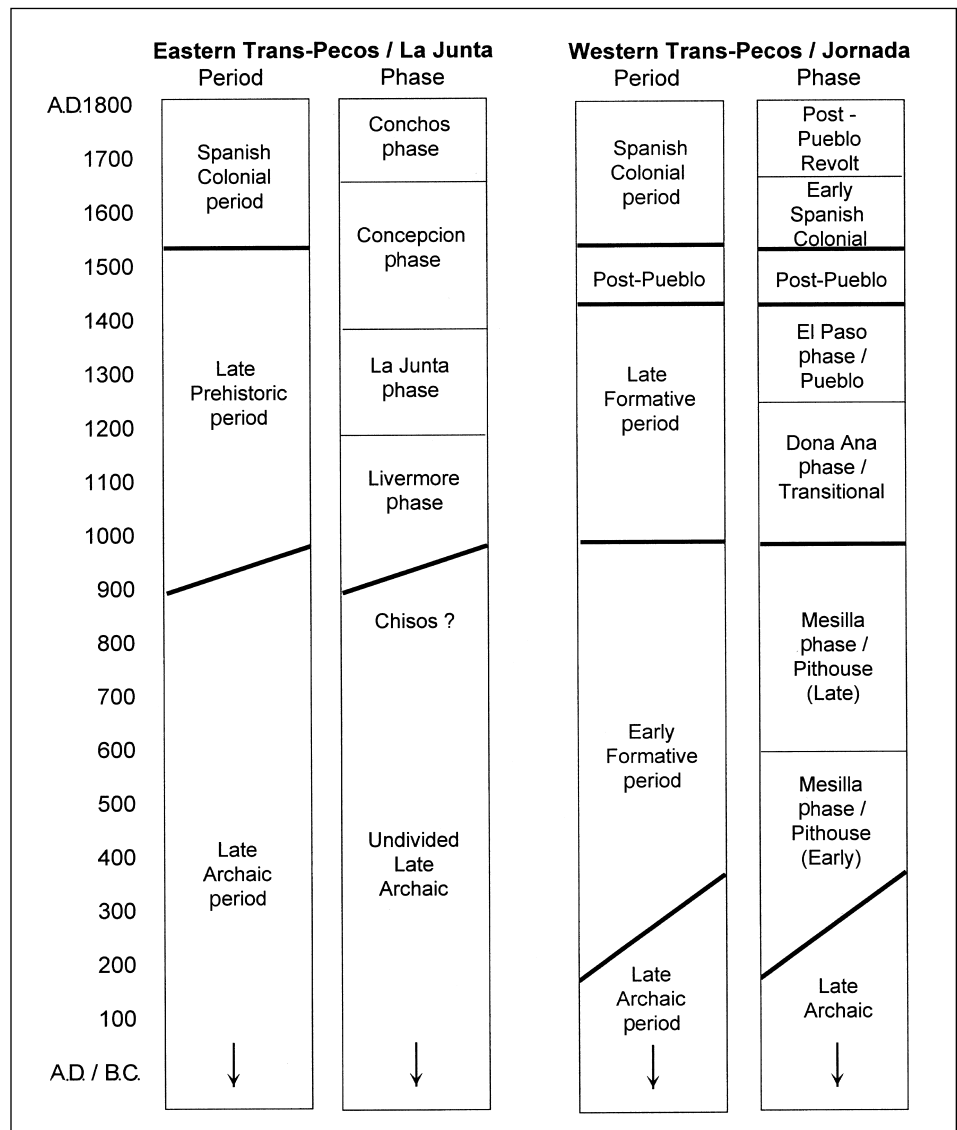 Eastern Trans-Pecos / La Junta
Period
Phase
Western Trans-Pecos / Jornada
Period
Phase
A.D.1800
1700
1600
1500
1400
1300
1200
1100
1000
900
800
700
600
500
400
300
200
100
A.D. / B.C.
Spanish
Colonial
period
Late
Prehistoric
period
Late
Archaic
period
Conchos
phase
Concepcion
phase
La Junta
phase
Livermore
phase
Chisos ?
Undivided
Late
Archaic
Spanish
Colonial
period
Post-Pueblo
Late
Formative
period
Early
Formative
period
Late
Archaic
period
Post -
Pueblo
Revolt
Early
Spanish
Colonial
Post-Pueblo
El Paso
phase /
Pueblo
Dona Ana
phase /
Transitional
Mesilla
phase /
Pithouse
(Late)
Mesilla
phase /
Pithouse
(Early)
Late
Archaic